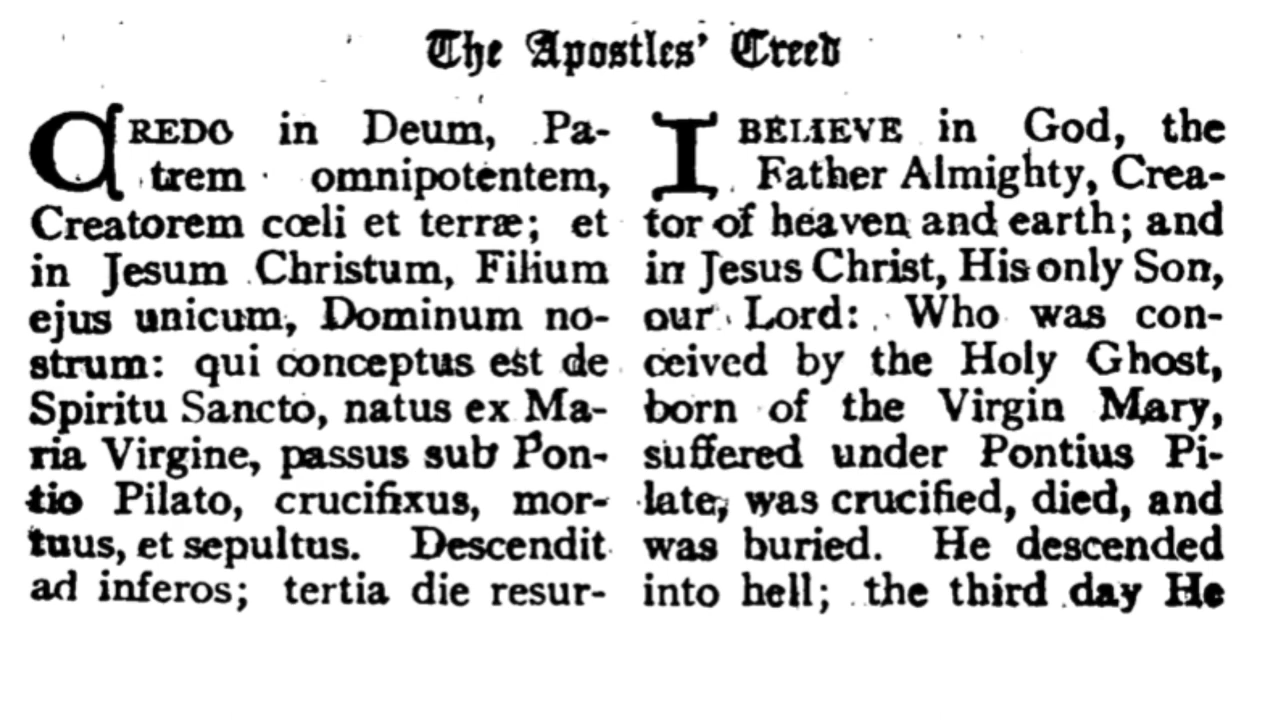 The Apostles' Creed
CREDO in Deum, Pa-
trem omnipotentem,
Creatorem cœli et terræ; et
in Jesum Christum, Filium
ejus unicum, Dominum no-
strum: qui conceptus est de
Spiritu Sancto, natus ex Ma-
ria Virgine, passus sub Pon-
tio Pilato, crucifixus, mor-
tuus, et sepultus. Descendit
ad inferos; tertia die resur-
I BELIEVE in God, the
Father Almighty, Crea-
tor of heaven and earth; and
in Jesus Christ, His only Son,
our Lord: Who was con-
ceived by the Holy Ghost,
born of the Virgin Mary,
suffered under Pontius Pi-
late, was crucified, died, and
was buried. He descended
into hell; the third day He